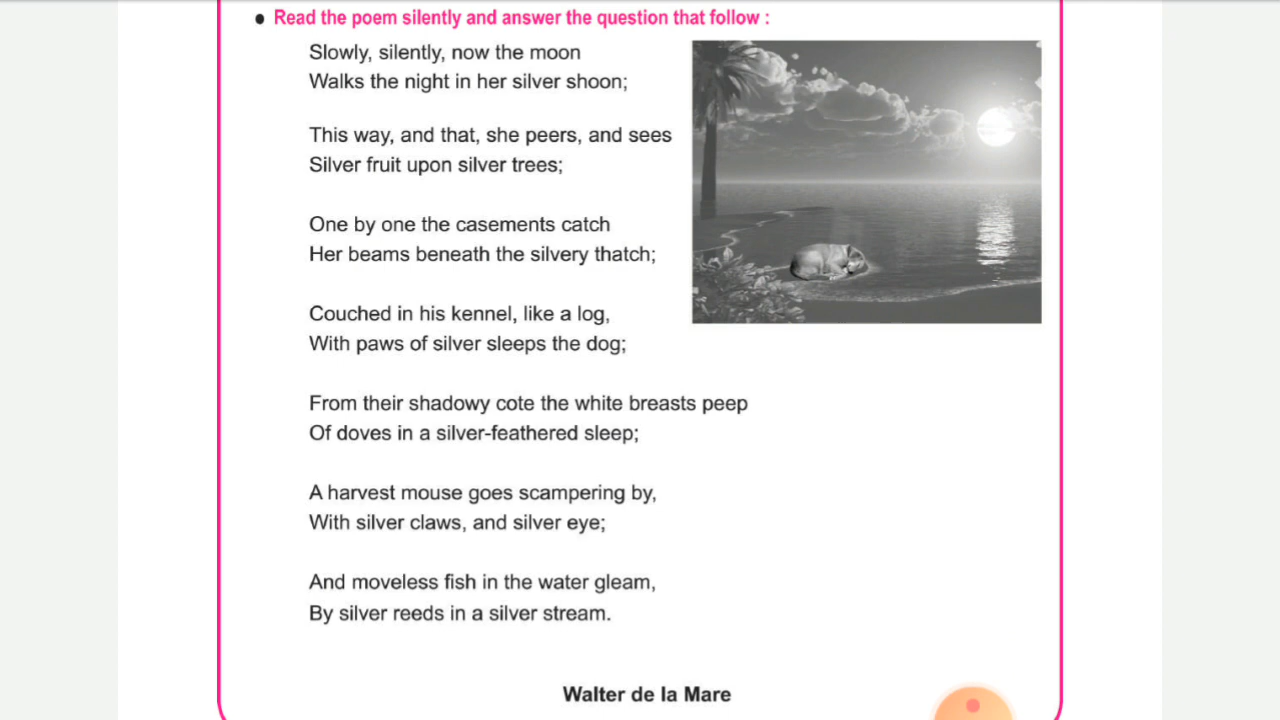 ● Read the poem silently and answer the question that follow :
Slowly, silently, now the moon
Walks the night in her silver shoon;
This way, and that, she peers, and sees
Silver fruit upon silver trees;
One by one the casements catch
Her beams beneath the silvery thatch;
Couched in his kennel, like a log,
With paws of silver sleeps the dog;
From their shadowy cote the white breasts peep
Of doves in a silver-feathered sleep;
A harvest mouse goes scampering by,
With silver claws, and silver eye;
And moveless fish in the water gleam,
By silver reeds in a silver stream.
Walter de la Mare